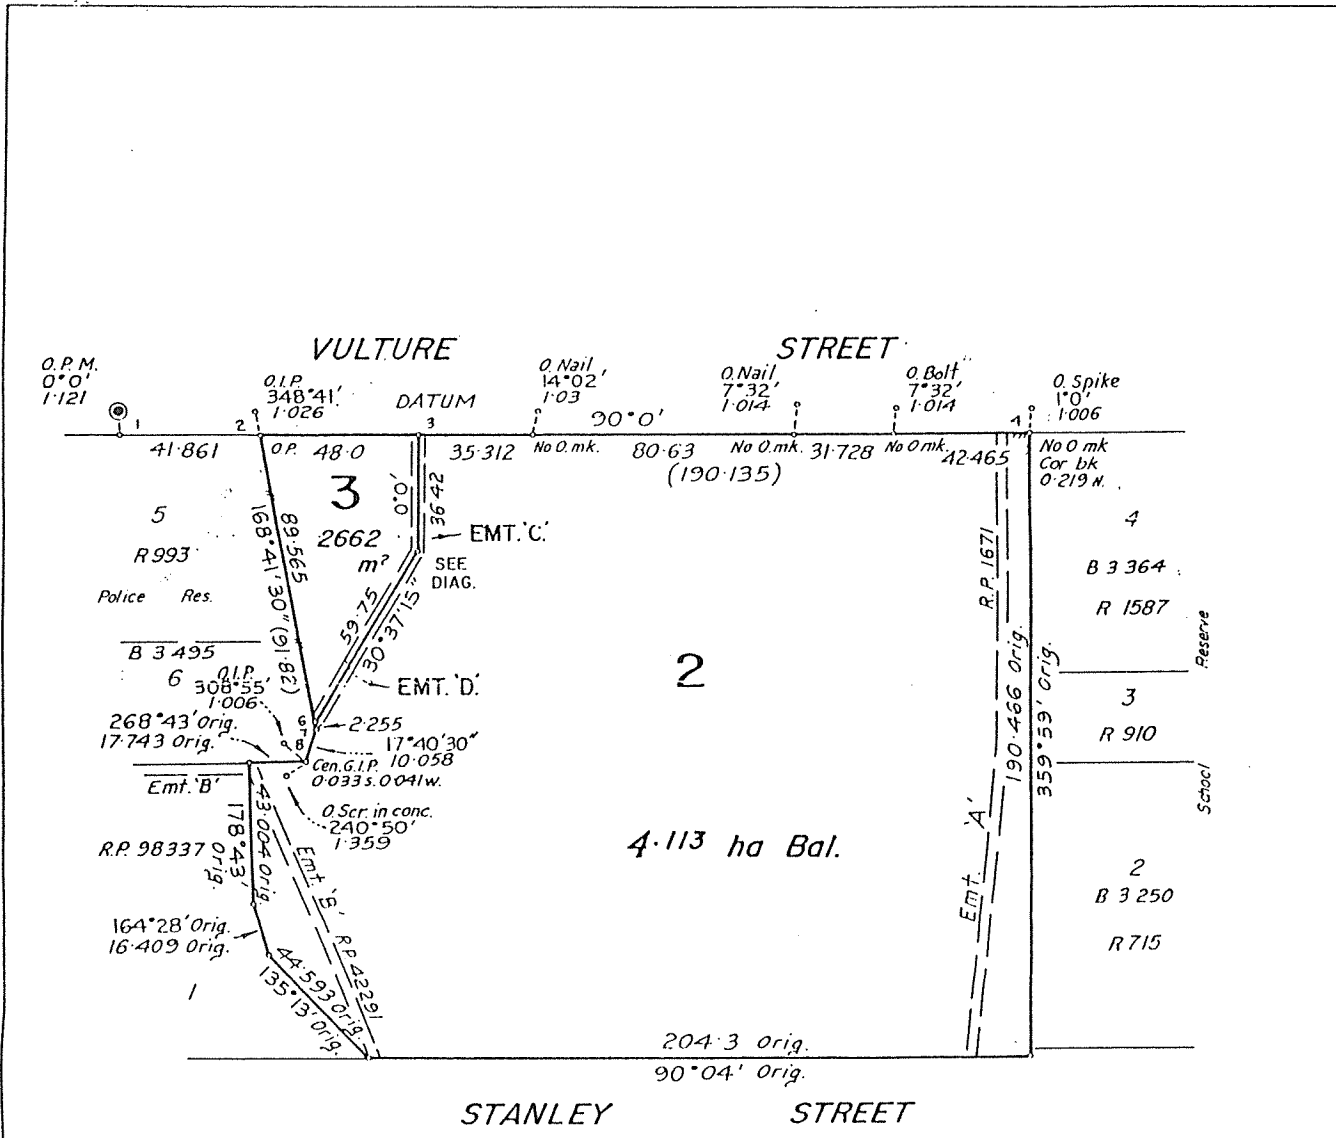 VULTURE STREET
O.P.M.
0°0'
1·121
O.I.P.
348°41'
1·026
DATUM
O.Nail
14°02'
1·03
90°0'
O.Nail
7°32'
1·014
O.Bolt
7°32'
1·014
O.Spike
1°0'
1·006
1
2
3
4
41·861
O.P.
48·0
35·312
No O.mk.
80·63
No O.mk.
31·728
No O mk.
42·465
No O mk
Cor bk
0·219 N.
(190·135)
5
R 993
Police Res.
B 3 495
6
3
2662
m²
89·565
168°41'30" (91·82)
0°0'
36·42
EMT.'C'.
SEE
DIAG.
59·75
30°37'15"
EMT.'D'.
O.I.P.
308°55'
1·006
268°43' Orig.
17·743 Orig.
6
7
8
2·255
17°40'30"
10·058
Cen.G.I.P.
0·033 s. 0·041 w.
Emt.'B'
O.Scr. in conc.
240°50'
1·359
R.P. 98337
178°43'
Orig.
43·004 Orig.
Emt. 'B' R.P. 42291
164°28' Orig.
16·409 Orig.
1
44·593 Orig.
135°13' Orig.
2
4·113 ha Bal.
R.P. 1671
Emt. 'A'
190·466 Orig.
359°59' Orig.
4
B 3 364
R 1587
Reserve
3
R 910
School
2
B 3 250
R 715
204·3 Orig.
90°04' Orig.
STANLEY STREET